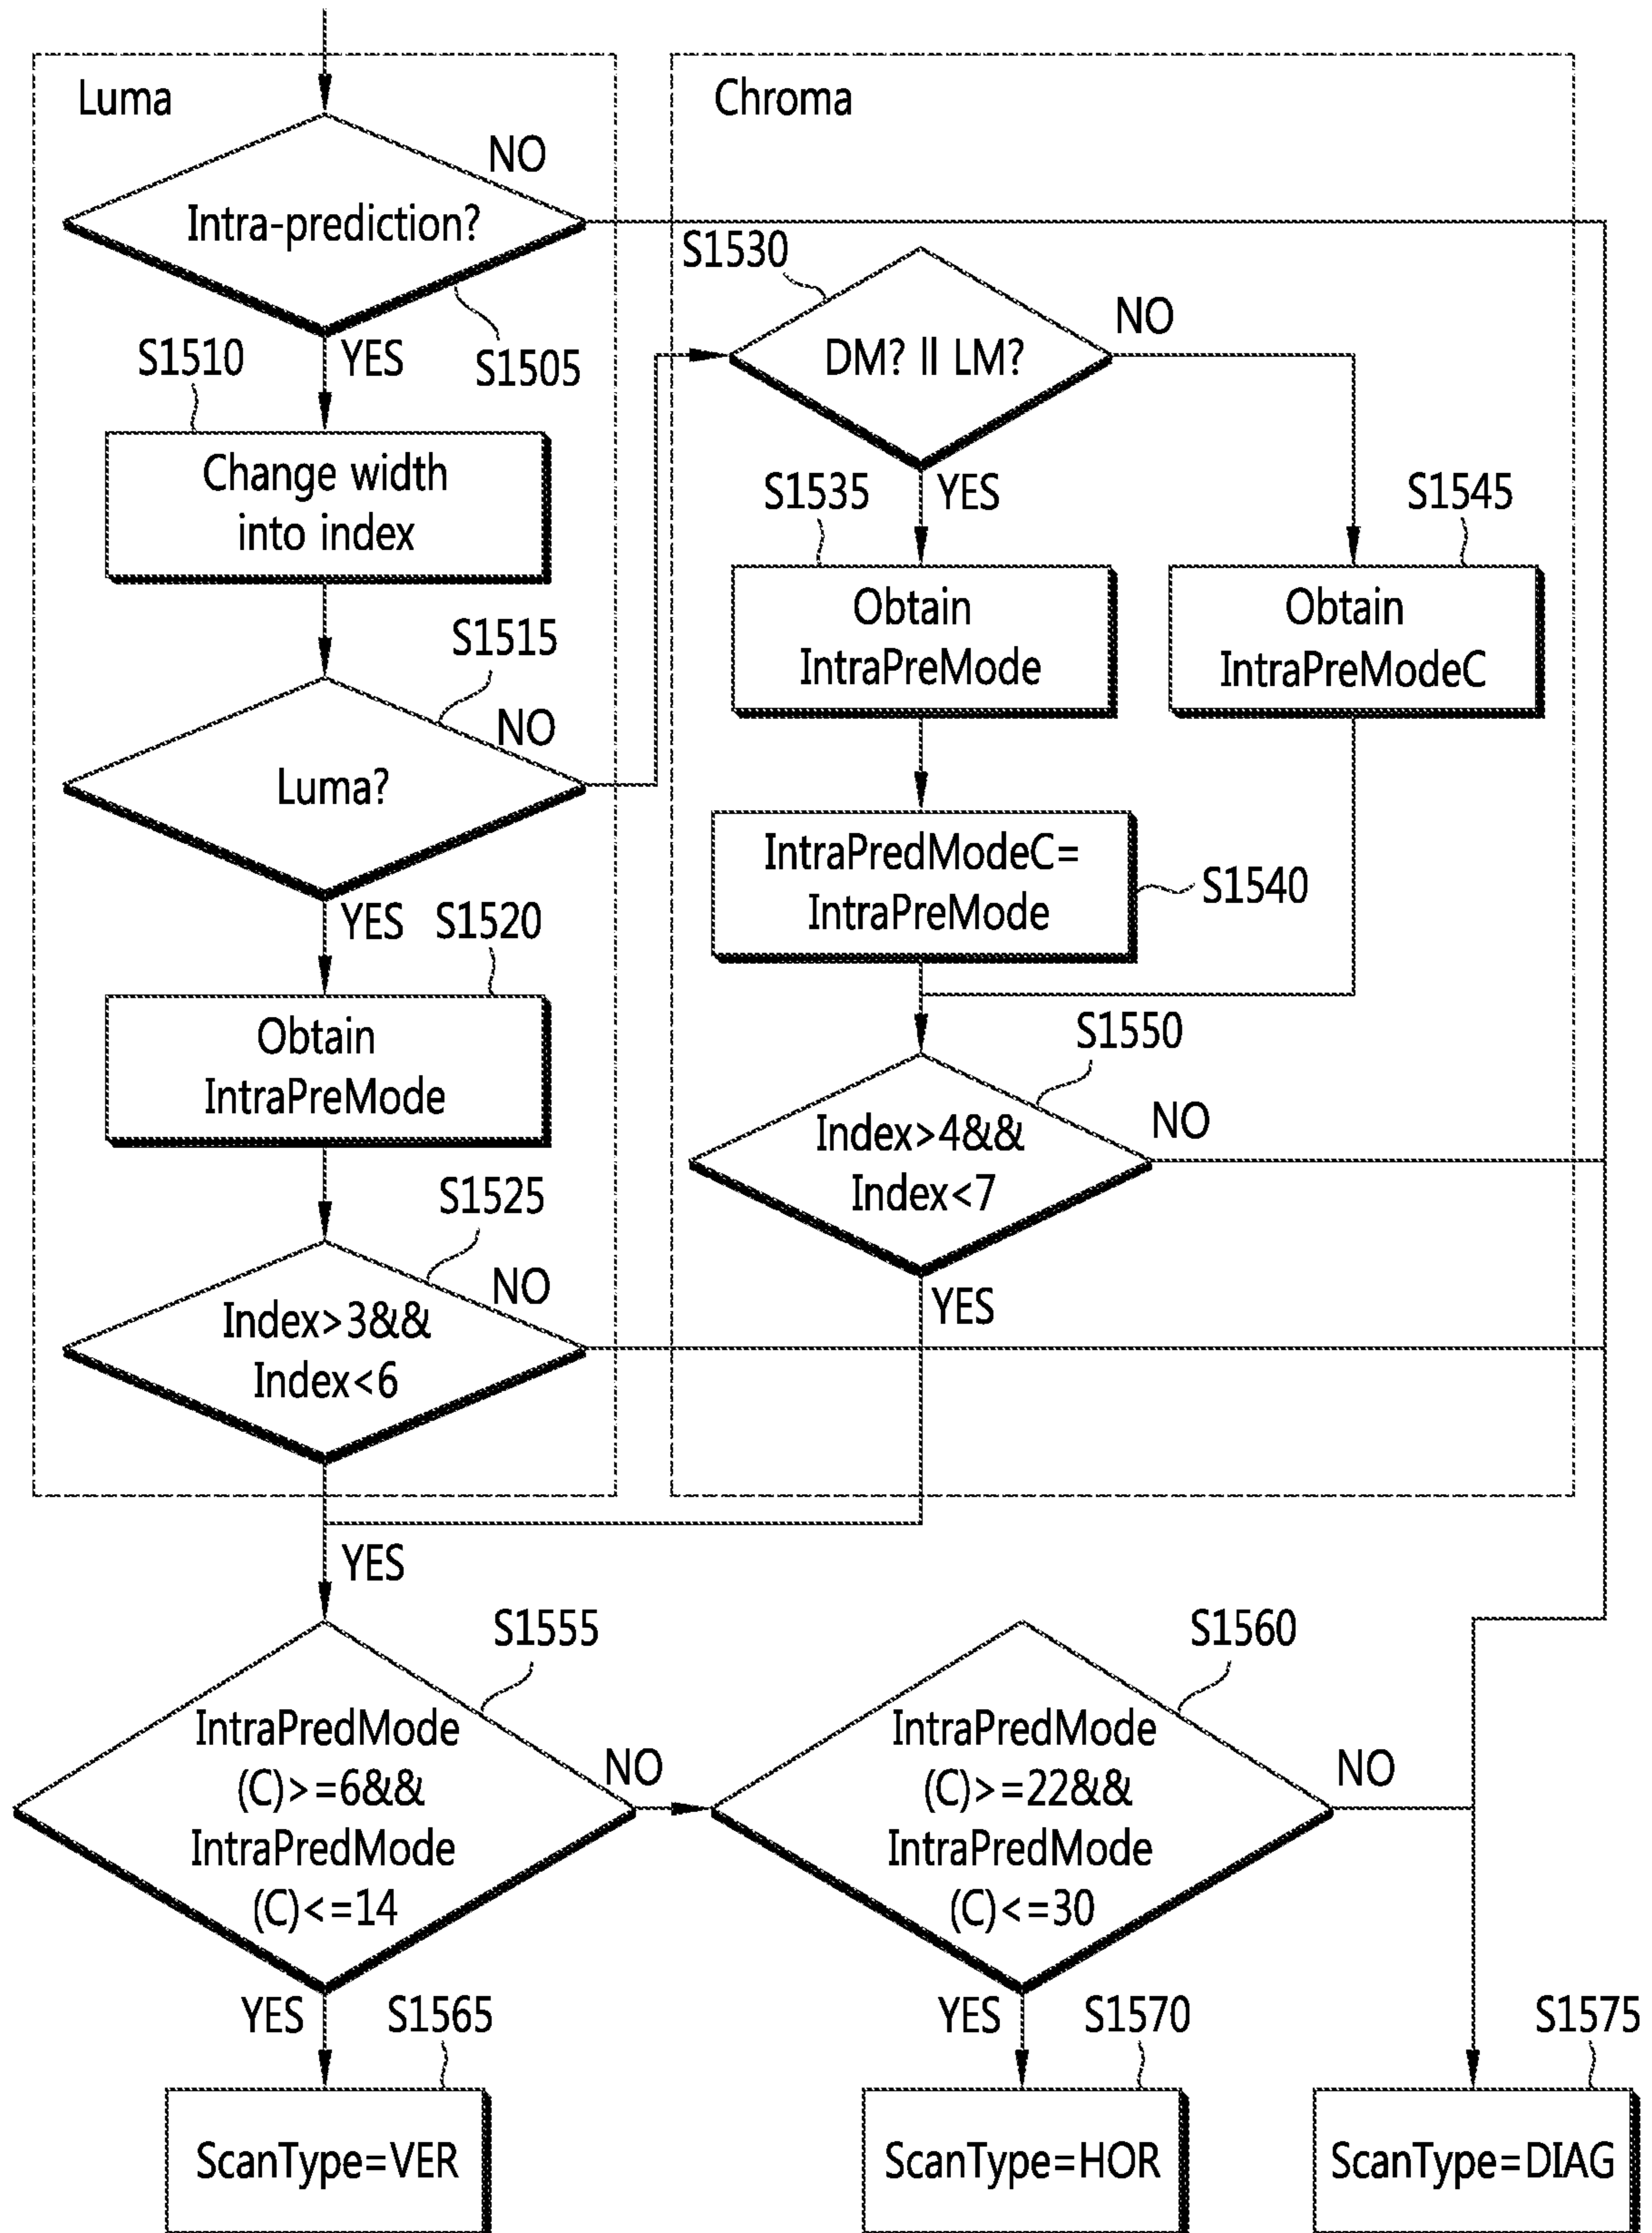 Luma
Chroma
NO
Intra-prediction?
S1505
YES
S1510
Change width
into index
S1515
NO
Luma?
YES
S1520
Obtain
IntraPreMode
S1525
NO
Index>3&&
Index<6
S1530
NO
DM? || LM?
YES
S1535
Obtain
IntraPreMode
S1545
Obtain
IntraPreModeC
IntraPredModeC=
IntraPreMode
S1540
S1550
NO
Index>4&&
Index<7
YES
YES
S1555
IntraPredMode
(C)>=6&&
IntraPredMode
(C)<=14
NO
S1560
IntraPredMode
(C)>=22&&
IntraPredMode
(C)<=30
NO
YES
S1565
ScanType=VER
YES
S1570
ScanType=HOR
S1575
ScanType=DIAG